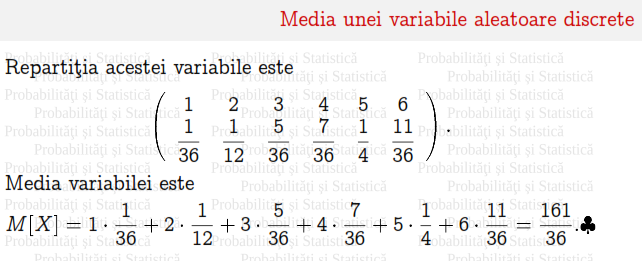 Media unei variabile aleatoare discrete
Repartiţia acestei variabile este
( 1 2 3 4 5 6
1/36 1/12 5/36 7/36 1/4 11/36 ) .
Media variabilei este
M[X] = 1 · 1/36 + 2 · 1/12 + 3 · 5/36 + 4 · 7/36 + 5 · 1/4 + 6 · 11/36 = 161/36 .♣